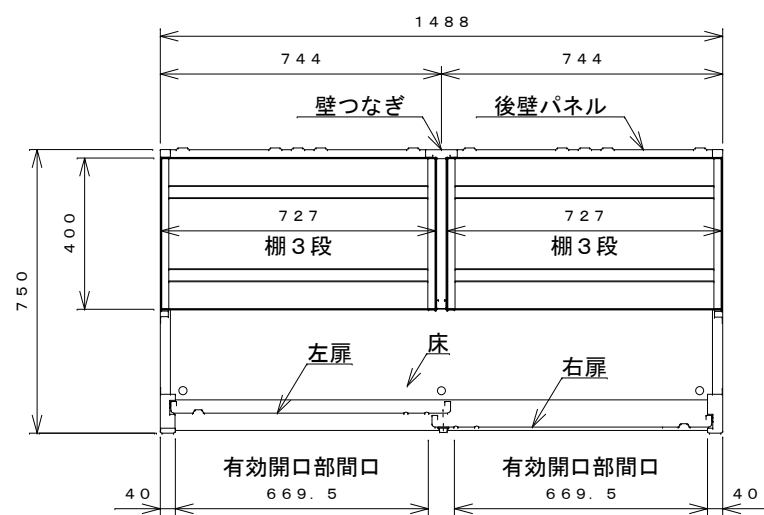 1488
744
744
壁つなぎ
後壁パネル
727
727
棚３段
棚３段
400
750
左扉
床
右扉
有効開口部間口
有効開口部間口
40
669.5
669.5
40